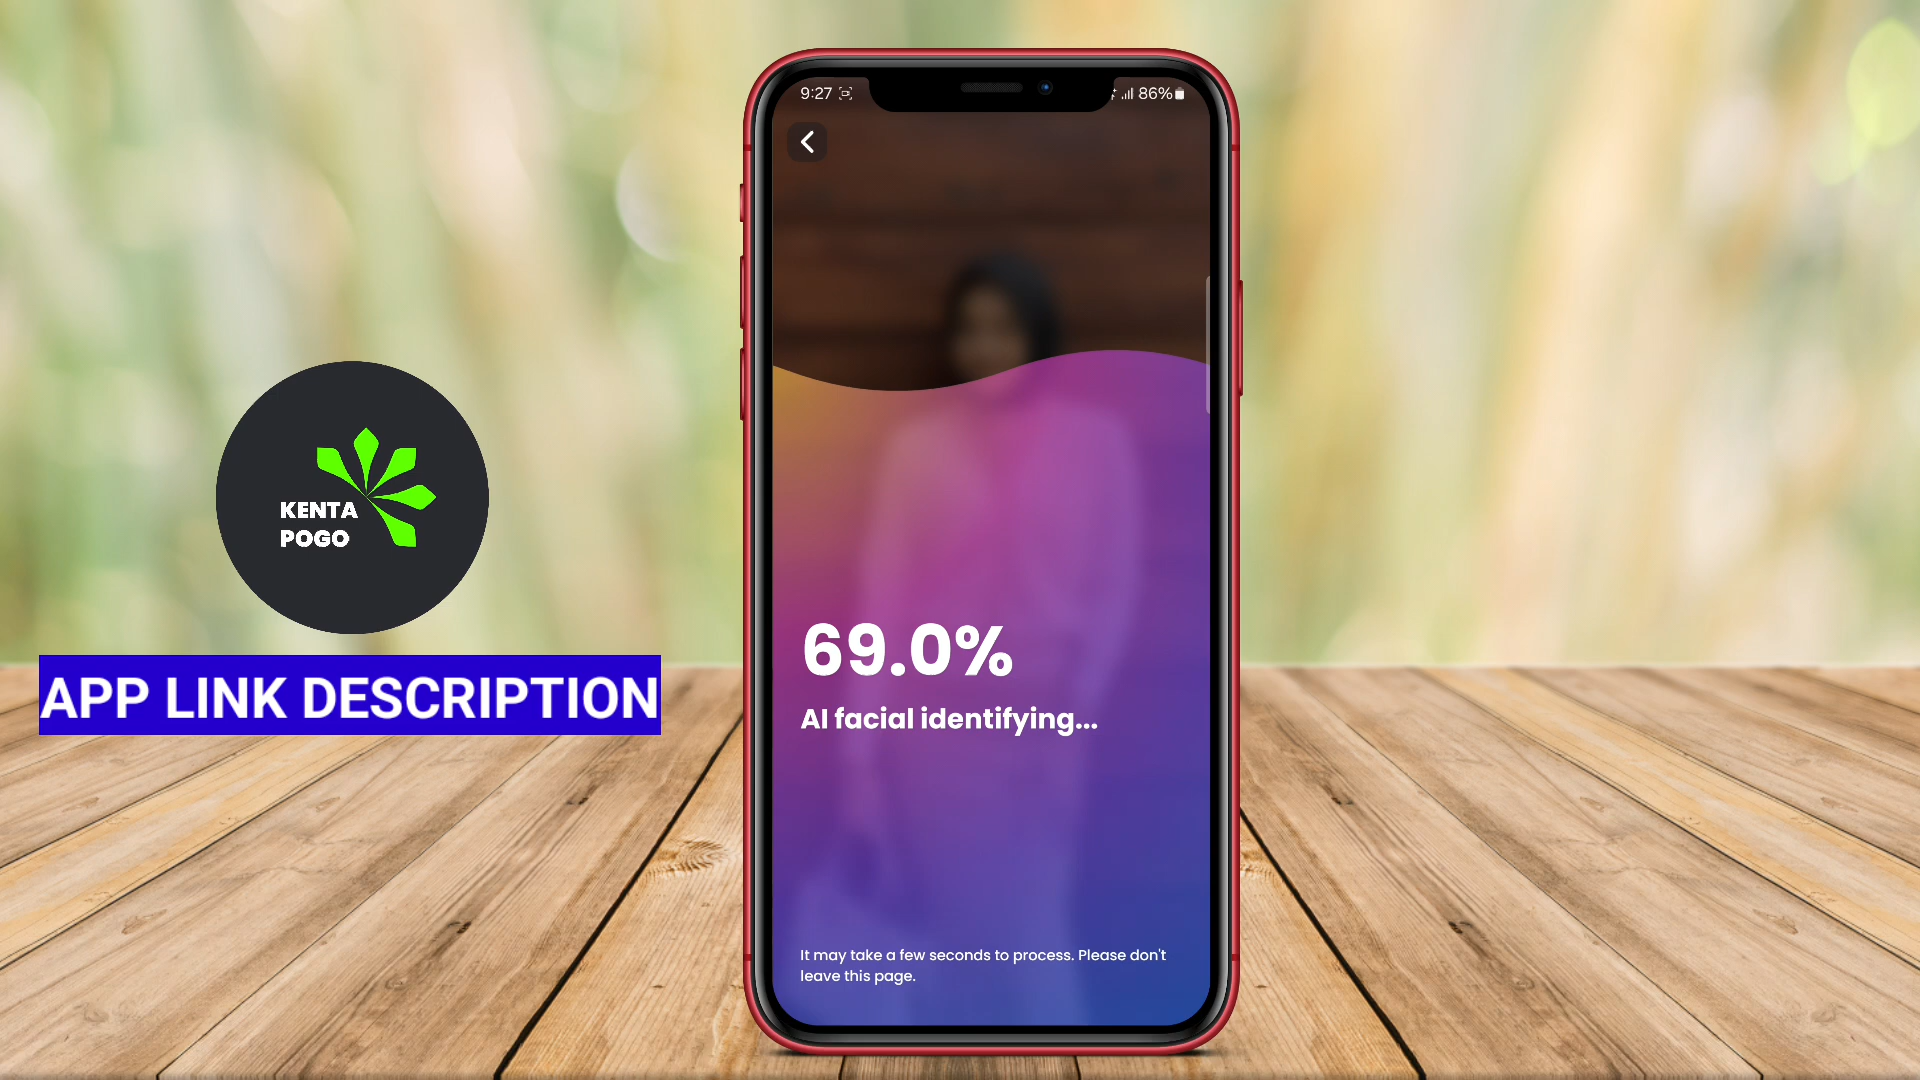 9:27
86%
KENTA
POGO
APP LINK DESCRIPTION
69.0%
AI facial identifying...
It may take a few seconds to process. Please don't
leave this page.